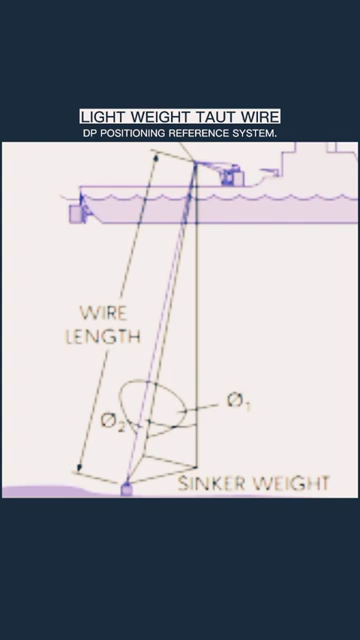 LIGHT WEIGHT TAUT WIRE
DP POSITIONING REFERENCE SYSTEM.
WIRE
LENGTH
Ø1
Ø2
SINKER WEIGHT